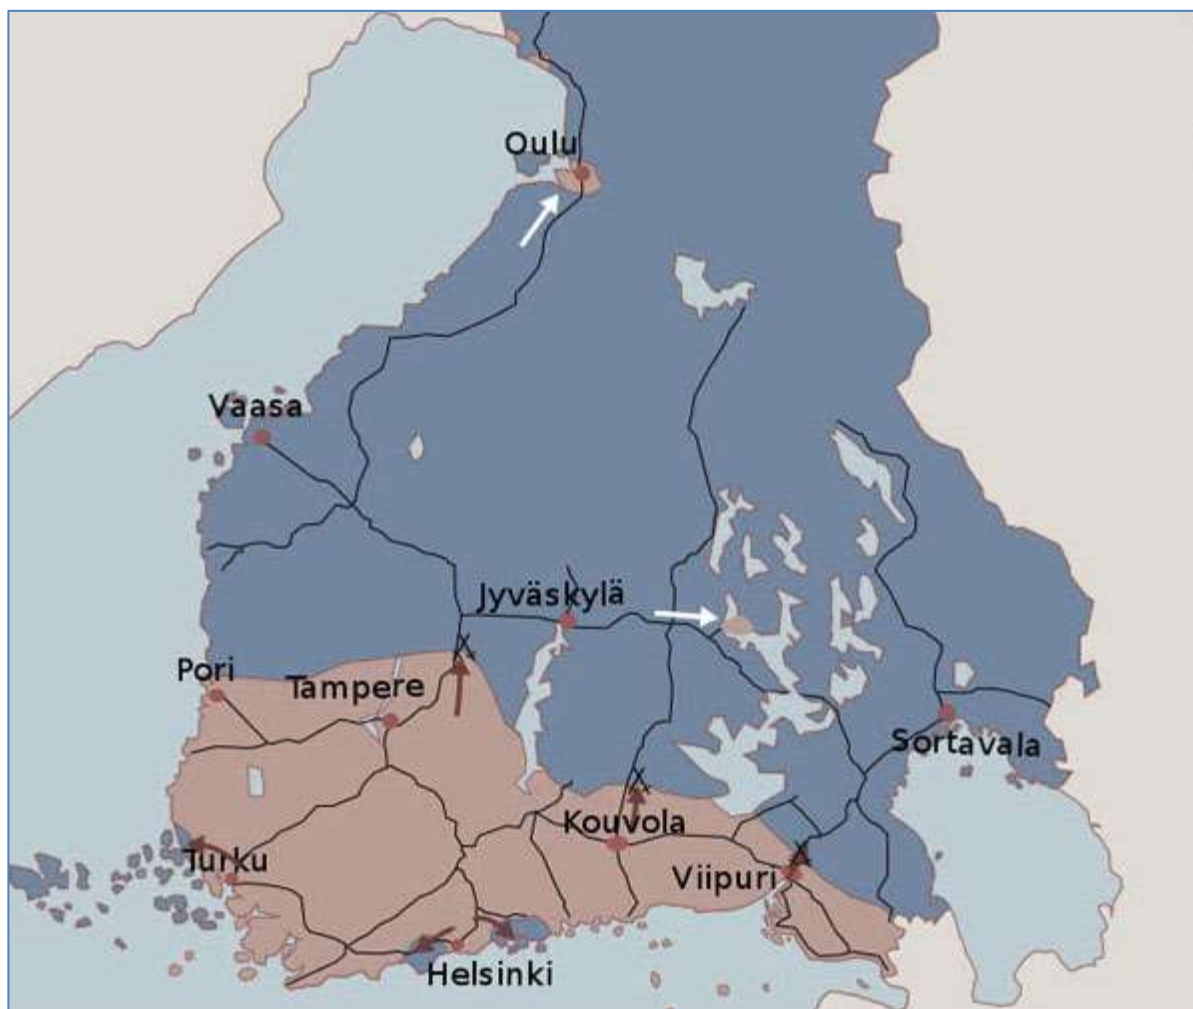 Oulu
Vaasa
Jyväskylä
Pori
Tampere
Sortavala
Kouvola
Turku
Viipuri
Helsinki